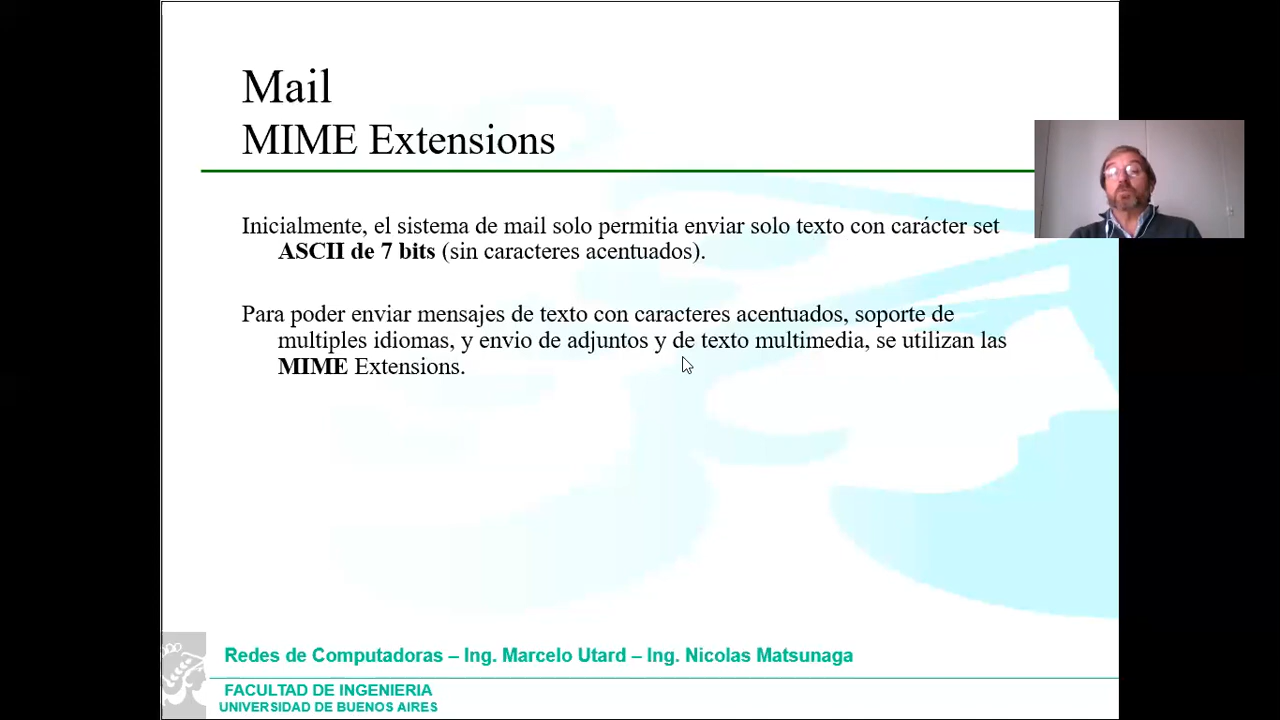 Mail
MIME Extensions
Inicialmente, el sistema de mail solo permitia enviar solo texto con carácter set
ASCII de 7 bits (sin caracteres acentuados).
Para poder enviar mensajes de texto con caracteres acentuados, soporte de
multiples idiomas, y envio de adjuntos y de texto multimedia, se utilizan las
MIME Extensions.
Redes de Computadoras – Ing. Marcelo Utard – Ing. Nicolas Matsunaga
FACULTAD DE INGENIERIA
UNIVERSIDAD DE BUENOS AIRES